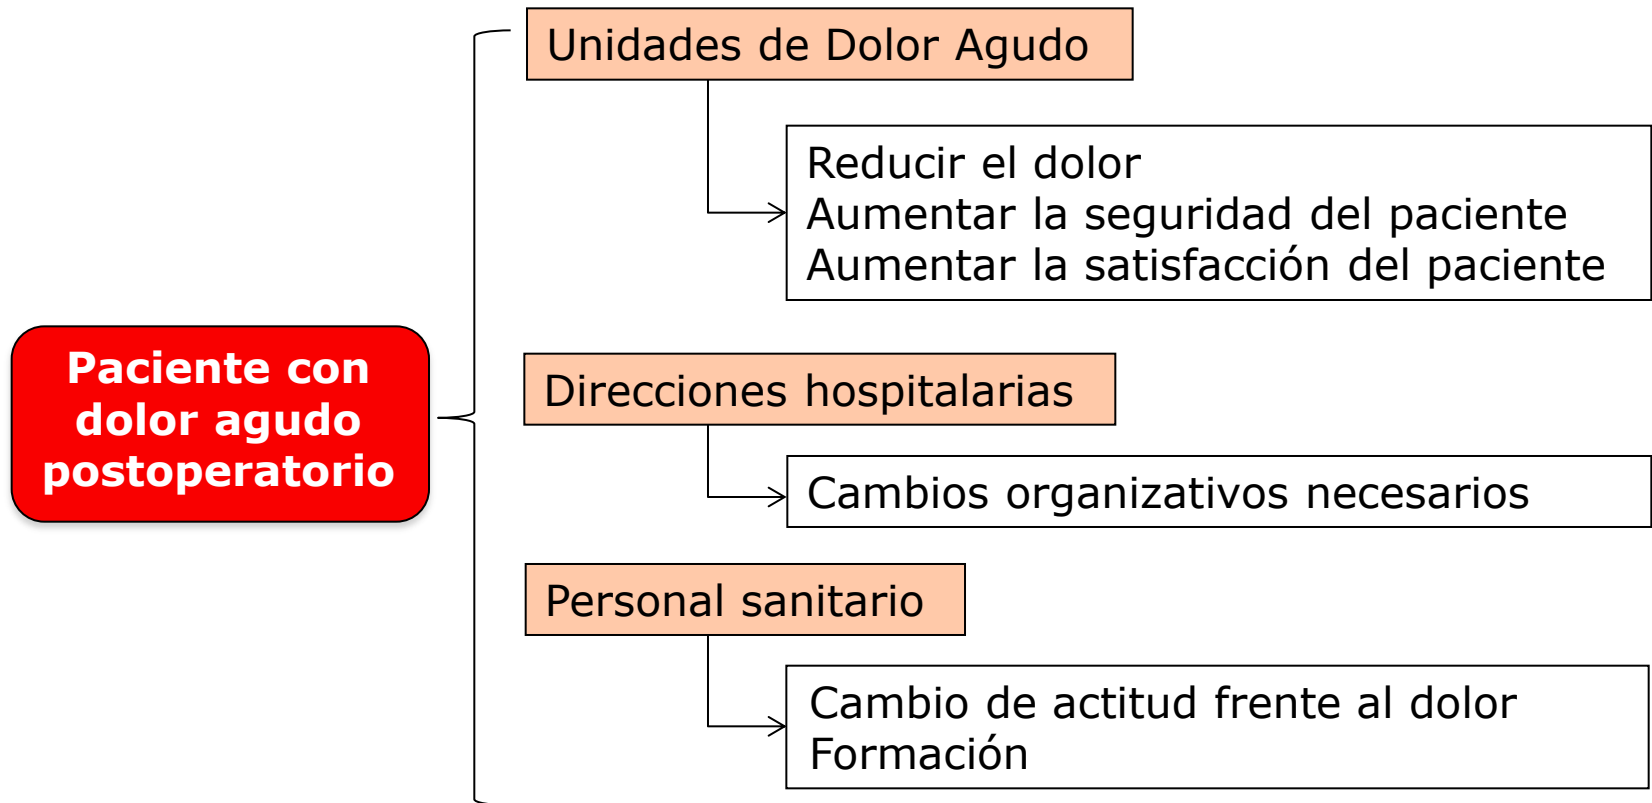 Unidades de Dolor Agudo
Reducir el dolor
Aumentar la seguridad del paciente
Aumentar la satisfacción del paciente
Paciente con
dolor agudo
postoperatorio
Direcciones hospitalarias
Cambios organizativos necesarios
Personal sanitario
Cambio de actitud frente al dolor
Formación